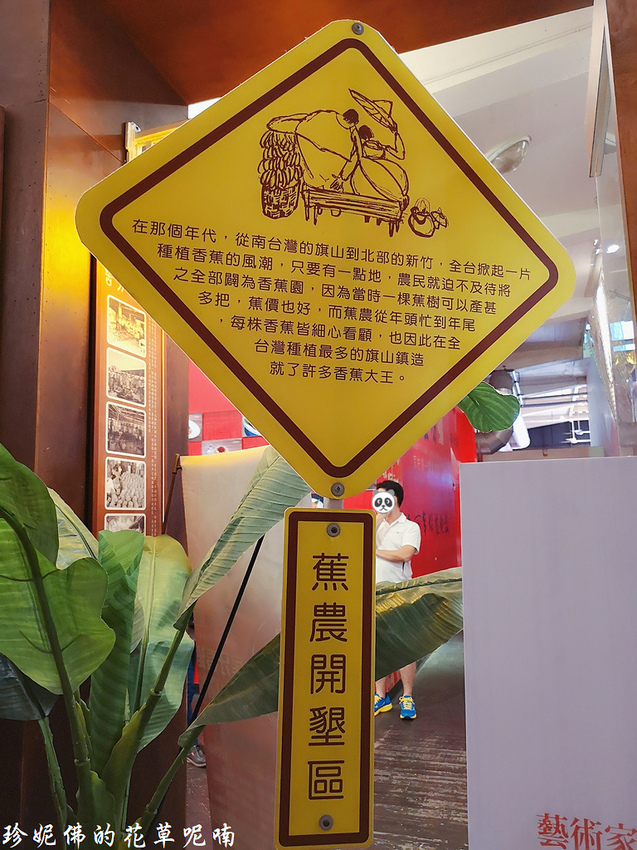 在那個年代，從南台灣的旗山到北部的新竹，全台掀起一片
種植香蕉的風潮，只要有一點地，農民就迫不及待將
之全部闢為香蕉園，因為當時一棵蕉樹可以產甚
多把，蕉價也好，而蕉農從年頭忙到年尾
，每株香蕉皆細心看顧，也因此在全
台灣種植最多的旗山鎮造
就了許多香蕉大王。
蕉農開墾區
藝術家
珍妮佛的花草呢喃